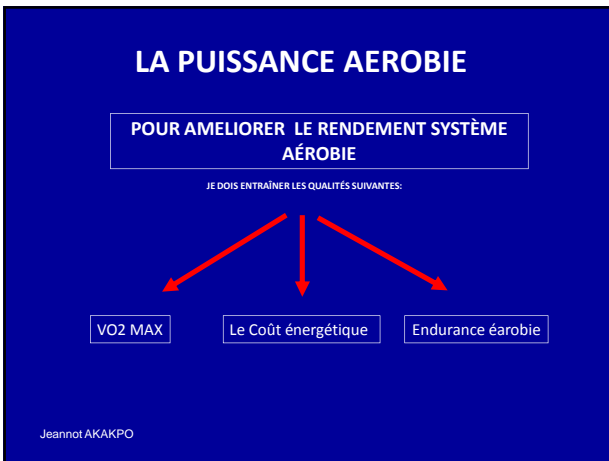 LA PUISSANCE AEROBIE
POUR AMELIORER LE RENDEMENT SYSTÈME
AÉROBIE
JE DOIS ENTRAÎNER LES QUALITÉS SUIVANTES:
VO2 MAX
Le Coût énergétique
Endurance éarobie
Jeannot AKAKPO